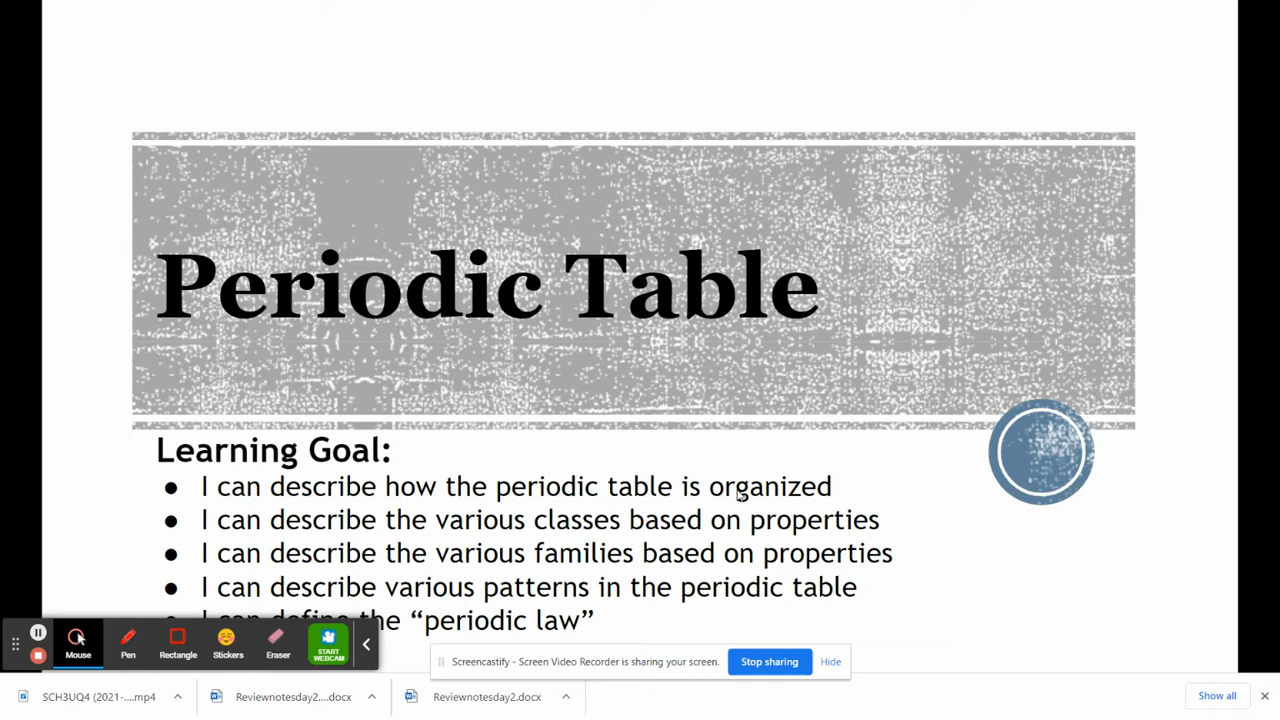 Periodic Table
Learning Goal:
● I can describe how the periodic table is organized
● I can describe the various classes based on properties
● I can describe the various families based on properties
● I can describe various patterns in the periodic table
● I can define the “periodic law”
Mouse
Pen
Rectangle
Stickers
Eraser
START
WEBCAM
Screencastify - Screen Video Recorder is sharing your screen.
Stop sharing
Hide
SCH3UQ4 (2021-....mp4
Reviewnotesday2....docx
Reviewnotesday2.docx
Show all